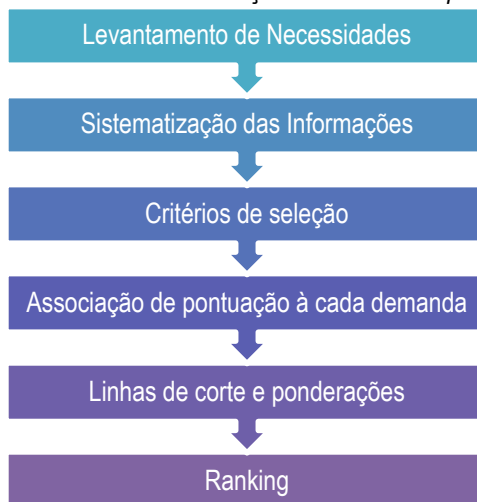 Levantamento de Necessidades
Sistematização das Informações
Critérios de seleção
Associação de pontuação à cada demanda
Linhas de corte e ponderações
Ranking